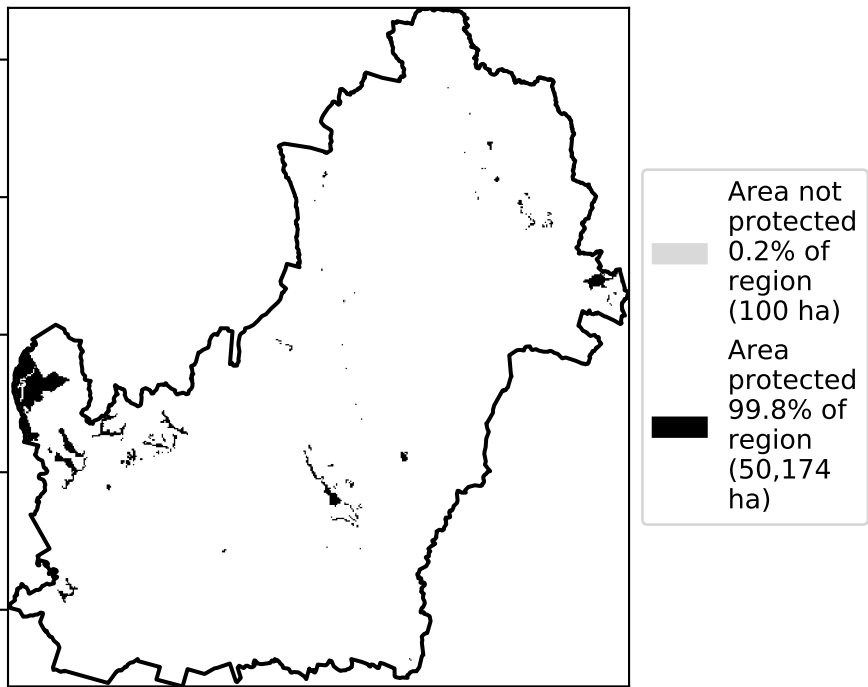 Area not
protected
0.2% of
region
(100 ha)
Area
protected
99.8% of
region
(50,174
ha)